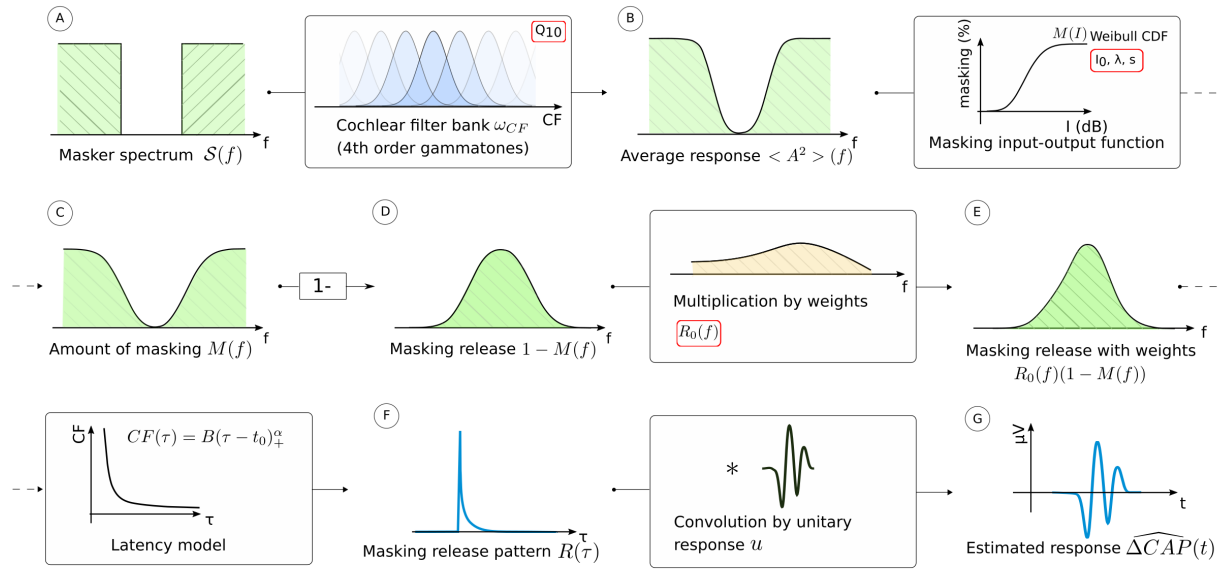 A
Masker spectrum S(f)
f
Q10
CF
Cochlear filter bank ω_CF
(4th order gammatones)
B
f
Average response < A² > (f)
masking (%)
M(I) Weibull CDF
I0, λ, s
I (dB)
Masking input-output function
C
f
Amount of masking M(f)
1-
D
f
Masking release 1 − M(f)
f
Multiplication by weights
R₀(f)
E
f
Masking release with weights
R₀(f)(1 − M(f))
CF
CF(τ) = B(τ − t₀)₊^α
τ
Latency model
F
τ
Masking release pattern R(τ)
*
Convolution by unitary
response u
G
μV
t
Estimated response \widehat{ΔCAP}(t)